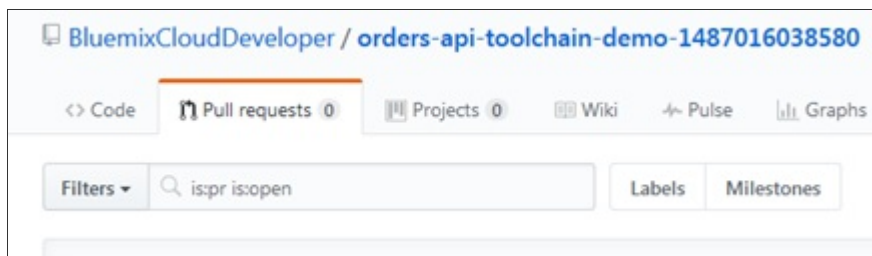 BluemixCloudDeveloper / orders-api-toolchain-demo-1487016038580
<> Code Pull requests 0 Projects 0 Wiki Pulse Graphs
Filters is:pr is:open Labels Milestones